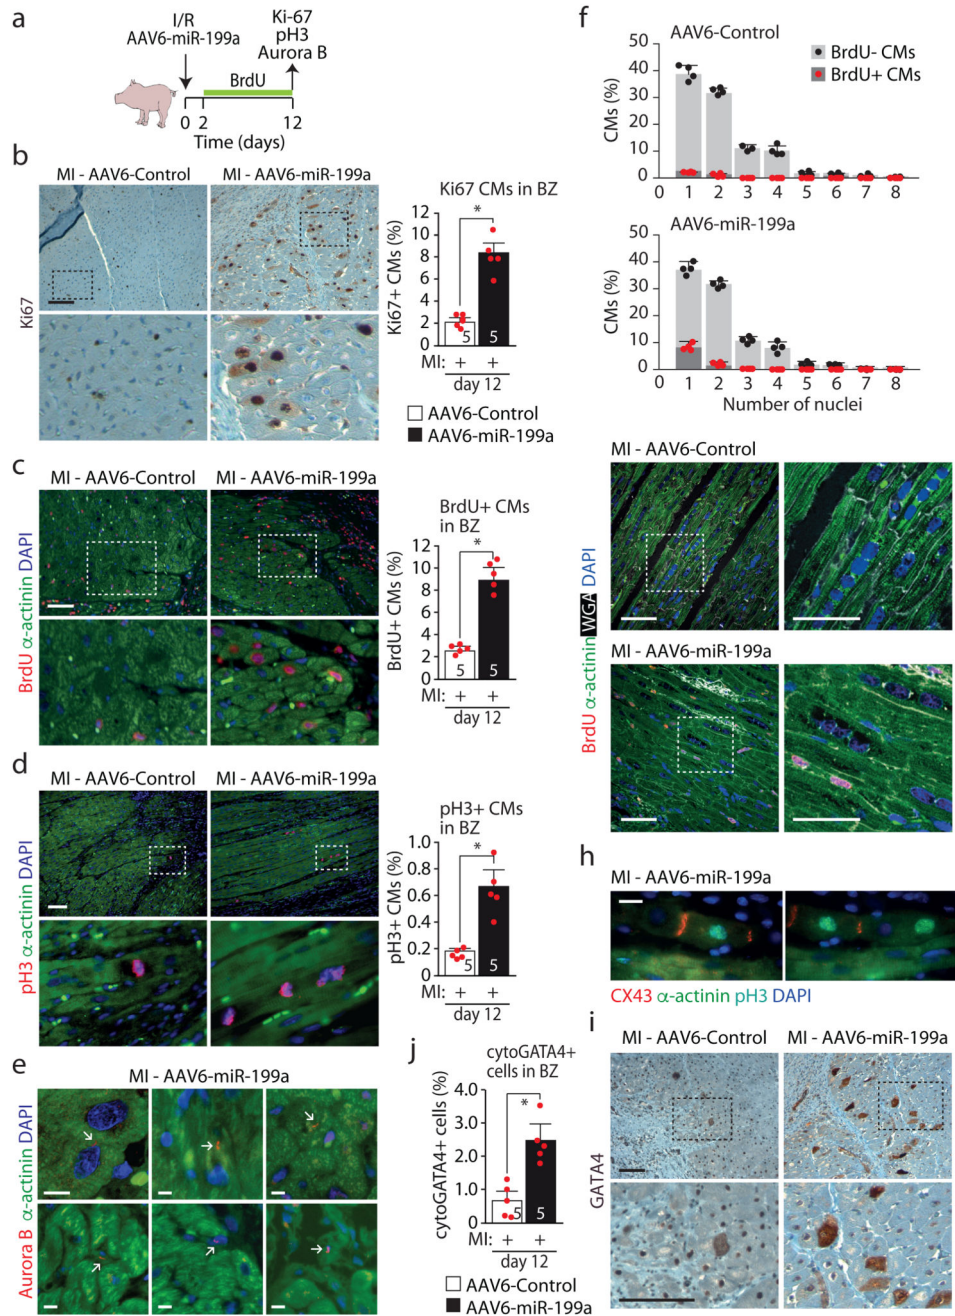 a
I/R
AAV6-miR-199a
Ki-67
pH3
Aurora B
BrdU
0 2 12
Time (days)
b
MI - AAV6-Control MI - AAV6-miR-199a
Ki67
Ki67 CMs in BZ
Ki67+ CMs (%)
12
10
8
6
4
2
0
*
5 5
MI: + +
day 12
AAV6-Control
AAV6-miR-199a
c
MI - AAV6-Control MI - AAV6-miR-199a
BrdU α-actinin DAPI
BrdU+ CMs
in BZ
BrdU+ CMs (%)
12
10
8
6
4
2
0
*
5 5
MI: + +
day 12
d
MI - AAV6-Control MI - AAV6-miR-199a
pH3 α-actinin DAPI
pH3+ CMs
in BZ
pH3+ CMs (%)
1.0
0.8
0.6
0.4
0.2
0
*
5 5
MI: + +
day 12
e
MI - AAV6-miR-199a
Aurora B α-actinin DAPI
f
AAV6-Control
BrdU- CMs
BrdU+ CMs
CMs (%)
50
40
30
20
10
0
1 2 3 4 5 6 7 8
AAV6-miR-199a
CMs (%)
50
40
30
20
10
0
1 2 3 4 5 6 7 8
Number of nuclei
MI - AAV6-Control
BrdU α-actinin WGA DAPI
MI - AAV6-miR-199a
h
MI - AAV6-miR-199a
CX43 α-actinin pH3 DAPI
i
MI - AAV6-Control MI - AAV6-miR-199a
GATA4
j
cytoGATA4+
cells in BZ
cytoGATA4+ cells (%)
4.0
3.0
2.0
1.0
0
*
5 5
MI: + +
day 12
AAV6-Control
AAV6-miR-199a